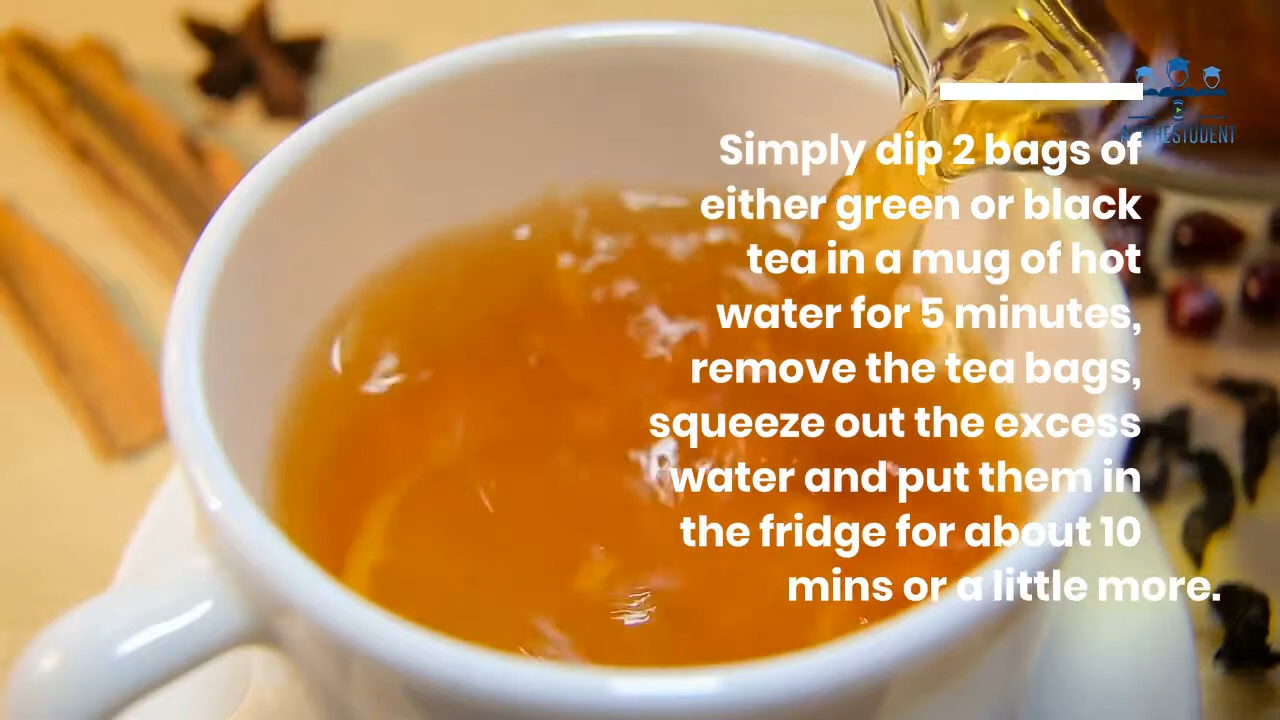 Simply dip 2 bags of
either green or black
tea in a mug of hot
water for 5 minutes,
remove the tea bags,
squeeze out the excess
water and put them in
the fridge for about 10
mins or a little more.